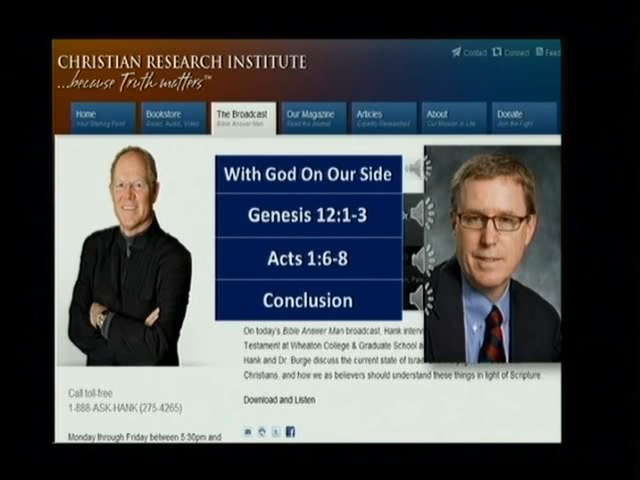 CHRISTIAN RESEARCH INSTITUTE
...because Truth matters™
Contact Connect Feed
Home
Your Starting Point
Bookstore
Books, Audio, Video
The Broadcast
Bible Answer Man
Our Magazine
Read the Journal
Articles
Expertly Researched
About
Our Mission is Life
Donate
Join the Fight
With God On Our Side
Genesis 12:1-3
Acts 1:6-8
Conclusion
On today's Bible Answer Man broadcast, Hank interv
Testament at Wheaton College & Graduate School a
Hank and Dr. Burge discuss the current state of Israe
Christians, and how we as believers should understand these things in light of Scripture.
Download and Listen
Call toll-free
1-888-ASK-HANK (275-4265)
Monday through Friday between 5:30pm and